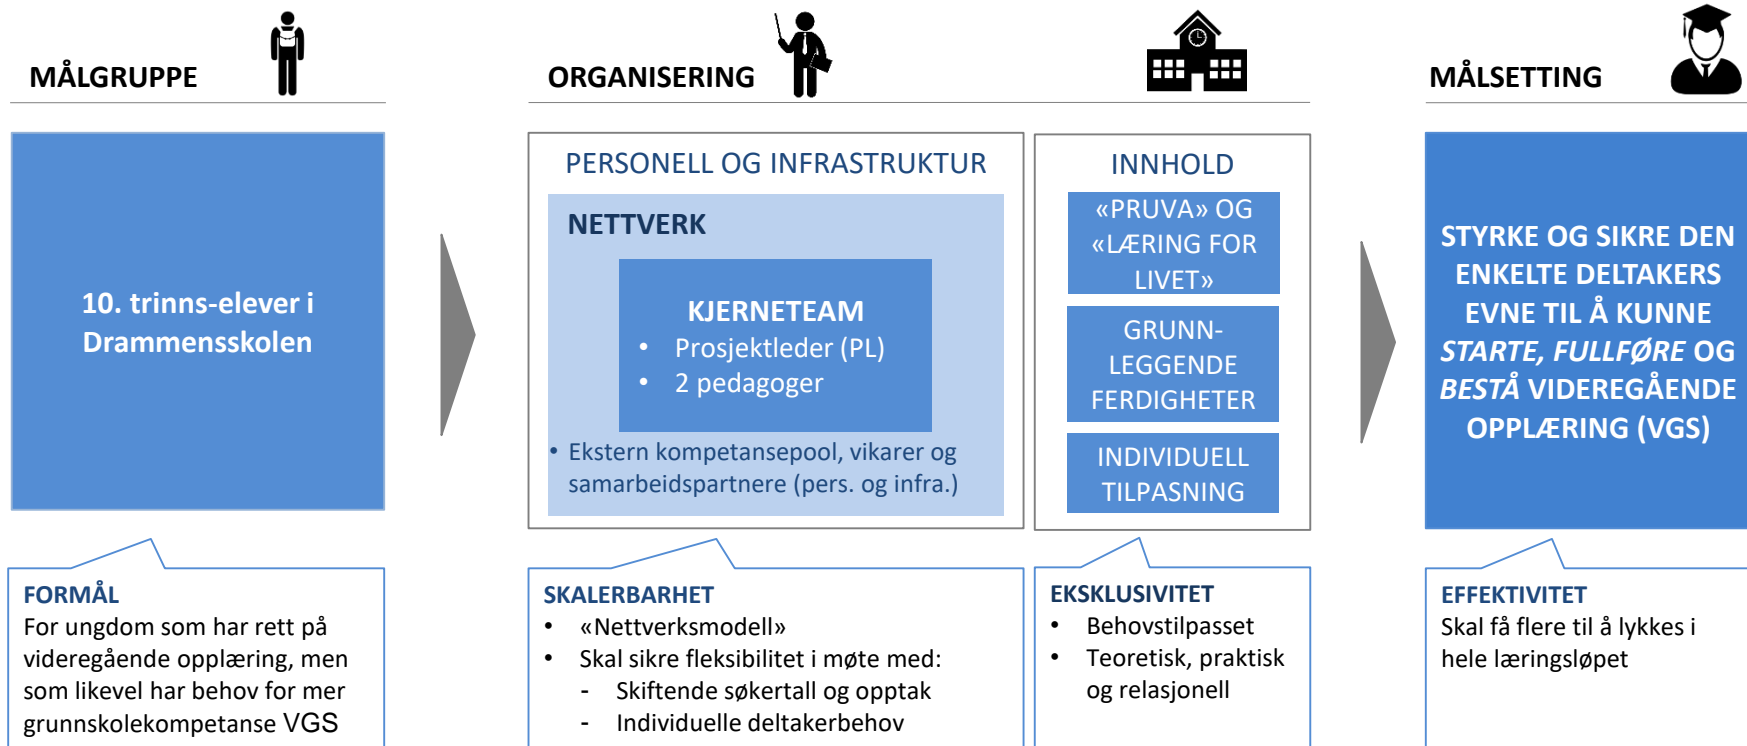 MÅLGRUPPE
ORGANISERING
MÅLSETTING
10. trinns-elever i
Drammensskolen
PERSONELL OG INFRASTRUKTUR
NETTVERK
KJERNETEAM
• Prosjektleder (PL)
• 2 pedagoger
• Ekstern kompetansepool, vikarer og
samarbeidspartnere (pers. og infra.)
INNHOLD
«PRUVA» OG
«LÆRING FOR
LIVET»
GRUNN-
LEGGENDE
FERDIGHETER
INDIVIDUELL
TILPASNING
STYRKE OG SIKRE DEN
ENKELTE DELTAKERS
EVNE TIL Å KUNNE
STARTE, FULLFØRE OG
BESTÅ VIDEREGÅENDE
OPPLÆRING (VGS)
FORMÅL
For ungdom som har rett på
videregående opplæring, men
som likevel har behov for mer
grunnskolekompetanse VGS
SKALERBARHET
• «Nettverksmodell»
• Skal sikre fleksibilitet i møte med:
- Skiftende søkertall og opptak
- Individuelle deltakerbehov
EKSKLUSIVITET
• Behovstilpasset
• Teoretisk, praktisk
og relasjonell
EFFEKTIVITET
Skal få flere til å lykkes i
hele læringsløpet